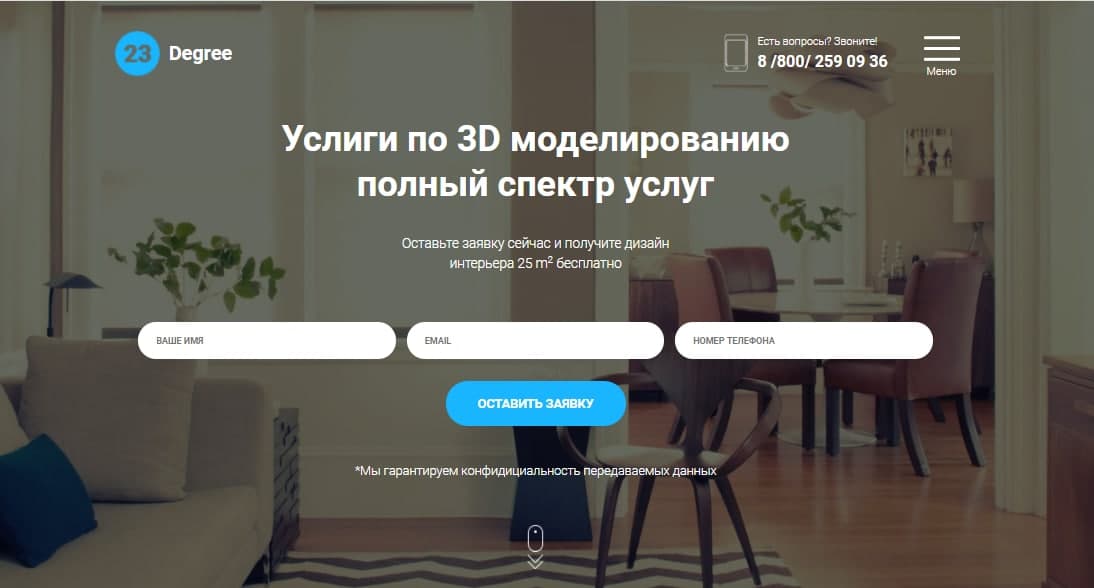 23 Degree
Есть вопросы? Звоните!
8 /800/ 259 09 36
Меню
Услиги по 3D моделированию
полный спектр услуг
Оставьте заявку сейчас и получите дизайн
интерьера 25 m² бесплатно
ВАШЕ ИМЯ
EMAIL
НОМЕР ТЕЛЕФОНА
ОСТАВИТЬ ЗАЯВКУ
*Мы гарантируем конфидициальность передаваемых данных